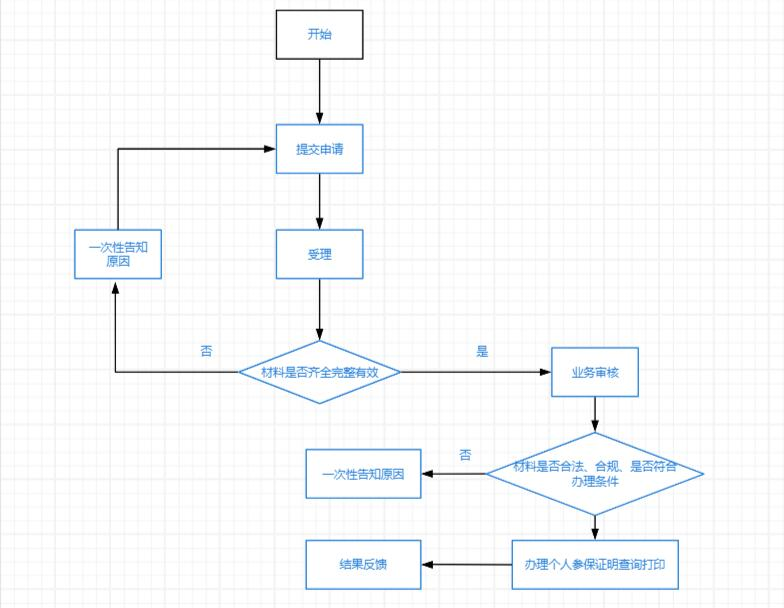 开始
提交申请
一次性告知
原因
受理
否
是
材料是否齐全完整有效
业务审核
否
材料是否合法、合规、是否符合
办理条件
一次性告知原因
结果反馈
办理个人参保证明查询打印